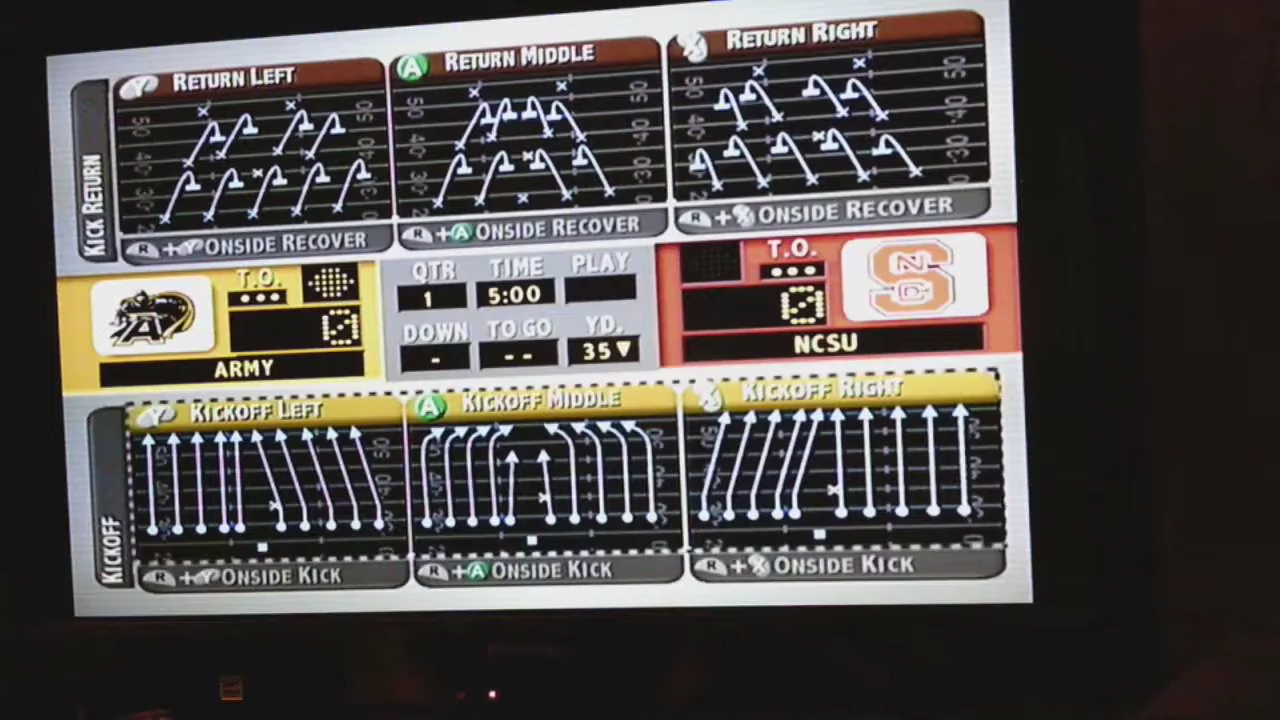 KICK RETURN
Y RETURN LEFT
A RETURN MIDDLE
X RETURN RIGHT
R + Y ONSIDE RECOVER
R + A ONSIDE RECOVER
R + X ONSIDE RECOVER
T.O.
0
ARMY
QTR TIME PLAY
1 5:00
DOWN TO GO YD.
- -- 35▼
T.O.
0
NCSU
KICKOFF
Y KICKOFF LEFT
A KICKOFF MIDDLE
X KICKOFF RIGHT
R + Y ONSIDE KICK
R + A ONSIDE KICK
R + X ONSIDE KICK